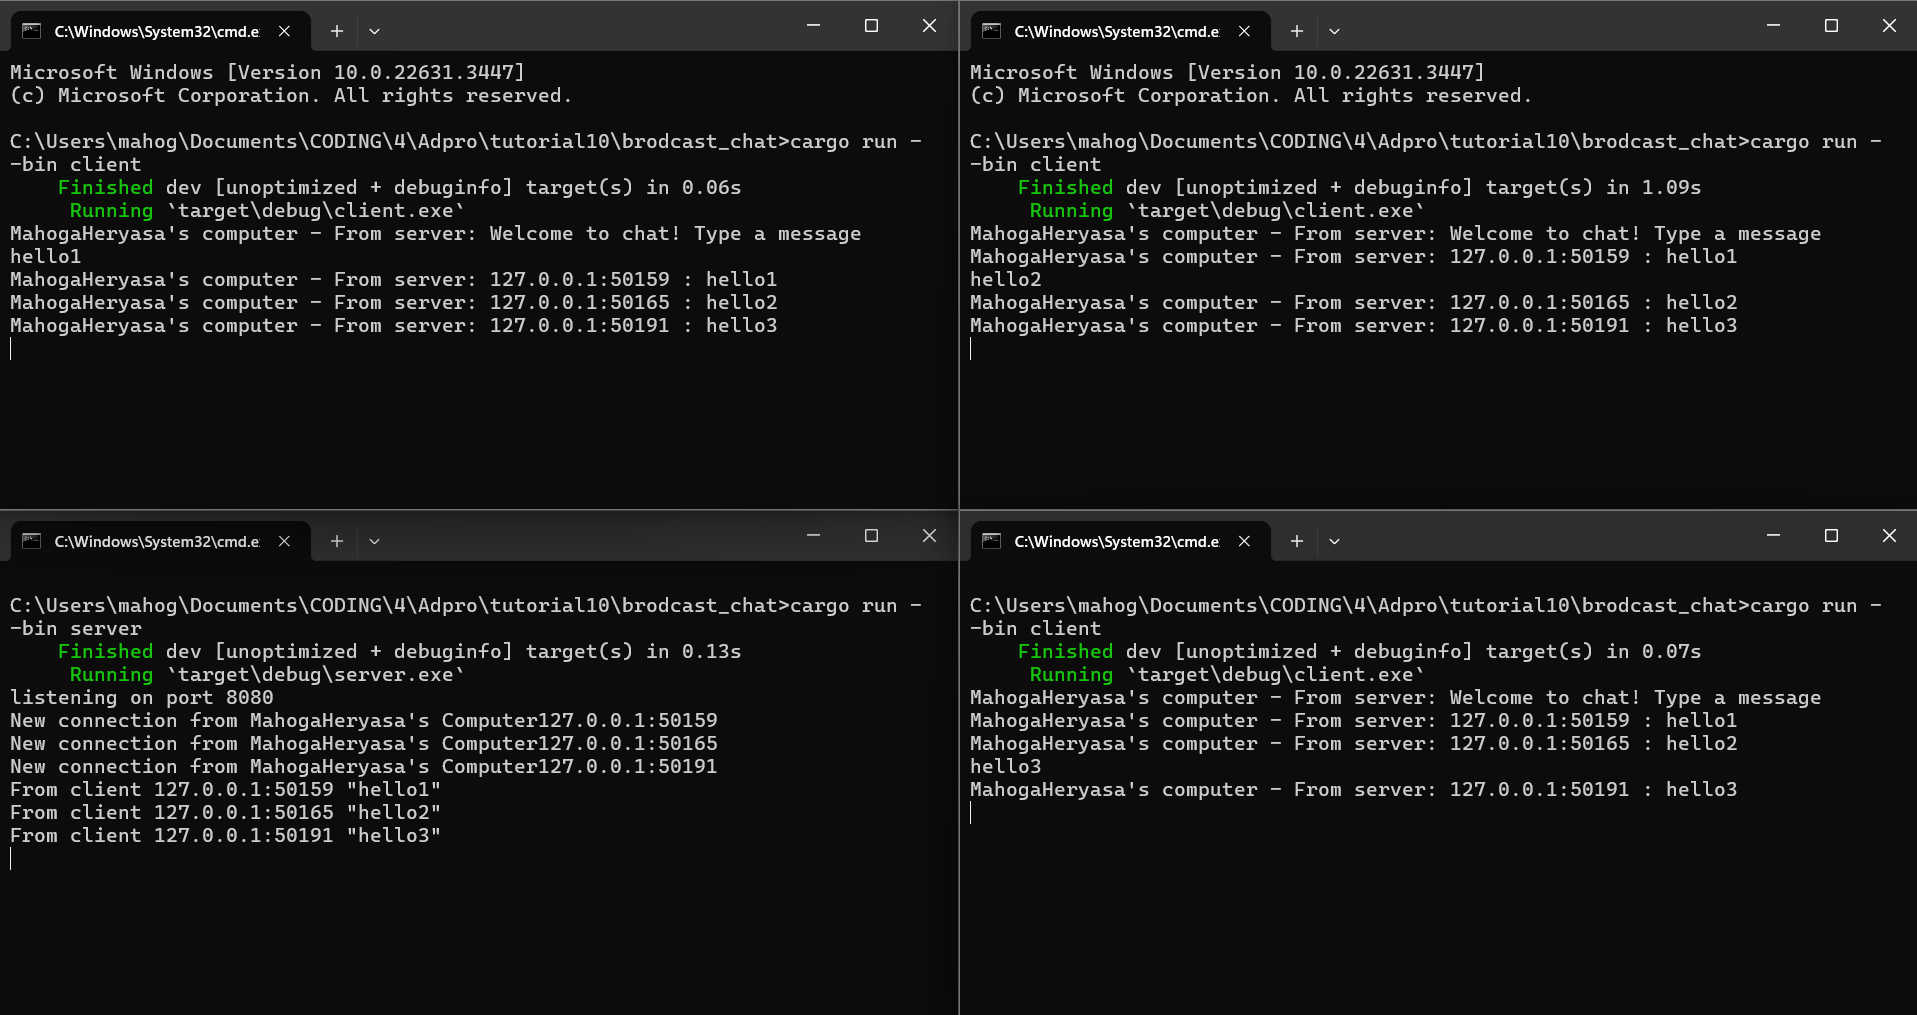 C:\Windows\System32\cmd.e
Microsoft Windows [Version 10.0.22631.3447]
(c) Microsoft Corporation. All rights reserved.
C:\Users\mahog\Documents\CODING\4\Adpro\tutorial10\brodcast_chat>cargo run -
-bin client
Finished dev [unoptimized + debuginfo] target(s) in 0.06s
Running `target\debug\client.exe`
MahogaHeryasa's computer - From server: Welcome to chat! Type a message
hello1
MahogaHeryasa's computer - From server: 127.0.0.1:50159 : hello1
MahogaHeryasa's computer - From server: 127.0.0.1:50165 : hello2
MahogaHeryasa's computer - From server: 127.0.0.1:50191 : hello3
C:\Windows\System32\cmd.e
Microsoft Windows [Version 10.0.22631.3447]
(c) Microsoft Corporation. All rights reserved.
C:\Users\mahog\Documents\CODING\4\Adpro\tutorial10\brodcast_chat>cargo run -
-bin client
Finished dev [unoptimized + debuginfo] target(s) in 1.09s
Running `target\debug\client.exe`
MahogaHeryasa's computer - From server: Welcome to chat! Type a message
MahogaHeryasa's computer - From server: 127.0.0.1:50159 : hello1
hello2
MahogaHeryasa's computer - From server: 127.0.0.1:50165 : hello2
MahogaHeryasa's computer - From server: 127.0.0.1:50191 : hello3
C:\Windows\System32\cmd.e
C:\Users\mahog\Documents\CODING\4\Adpro\tutorial10\brodcast_chat>cargo run -
-bin server
Finished dev [unoptimized + debuginfo] target(s) in 0.13s
Running `target\debug\server.exe`
listening on port 8080
New connection from MahogaHeryasa's Computer127.0.0.1:50159
New connection from MahogaHeryasa's Computer127.0.0.1:50165
New connection from MahogaHeryasa's Computer127.0.0.1:50191
From client 127.0.0.1:50159 "hello1"
From client 127.0.0.1:50165 "hello2"
From client 127.0.0.1:50191 "hello3"
C:\Windows\System32\cmd.e
C:\Users\mahog\Documents\CODING\4\Adpro\tutorial10\brodcast_chat>cargo run -
-bin client
Finished dev [unoptimized + debuginfo] target(s) in 0.07s
Running `target\debug\client.exe`
MahogaHeryasa's computer - From server: Welcome to chat! Type a message
MahogaHeryasa's computer - From server: 127.0.0.1:50159 : hello1
MahogaHeryasa's computer - From server: 127.0.0.1:50165 : hello2
hello3
MahogaHeryasa's computer - From server: 127.0.0.1:50191 : hello3